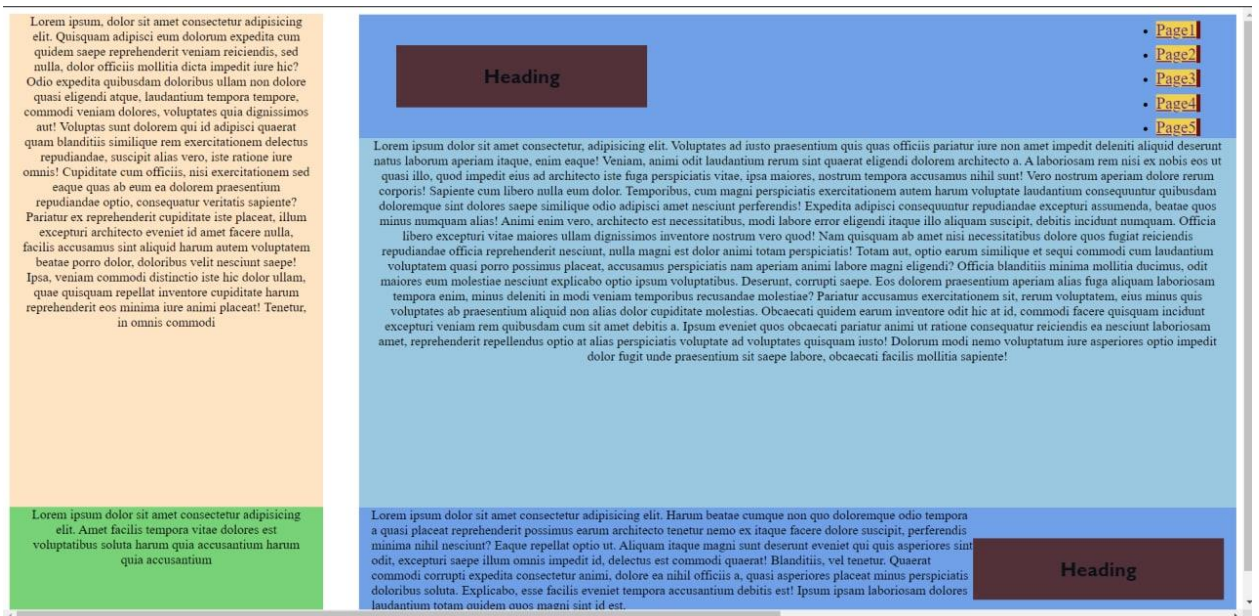 Lorem ipsum, dolor sit amet consectetur adipisicing
elit. Quisquam adipisci eum dolorum expedita cum
quidem saepe reprehenderit veniam reiciendis, sed
nulla, dolor officiis mollitia dicta impedit iure hic?
Odio expedita quibusdam doloribus ullam non dolore
quasi eligendi atque, laudantium tempora tempore,
commodi veniam dolores, voluptates quia dignissimos
aut! Voluptas sunt dolorem qui id adipisci quaerat
quam blanditiis similique rem exercitationem delectus
repudiandae, suscipit alias vero, iste ratione iure
omnis! Cupiditate cum officiis, nisi exercitationem sed
eaque quas ab eum ea dolorem praesentium
repudiandae optio, consequatur veritatis sapiente?
Pariatur ex reprehenderit cupiditate iste placeat, illum
excepturi architecto eveniet id amet facere nulla,
facilis accusamus sint aliquid harum autem voluptatem
beatae porro dolor, doloribus velit nesciunt saepe!
Ipsa, veniam commodi distinctio iste hic dolor ullam,
quae quisquam repellat inventore cupiditate harum
reprehenderit eos minima iure animi placeat! Tenetur,
in omnis commodi
Heading
Page1
Page2
Page3
Page4
Page5
Lorem ipsum dolor sit amet consectetur, adipisicing elit. Voluptates ad iusto praesentium quis quas officiis pariatur iure non amet impedit deleniti aliquid deserunt
natus laborum aperiam itaque, enim eaque! Veniam, animi odit laudantium rerum sint quaerat eligendi dolorem architecto a. A laboriosam rem nisi ex nobis eos ut
quasi illo, quod impedit eius ad architecto iste fuga perspiciatis vitae, ipsa maiores, nostrum tempora accusamus nihil sunt! Vero nostrum aperiam dolore rerum
corporis! Sapiente cum libero nulla eum dolor. Temporibus, cum magni perspiciatis exercitationem autem harum voluptate laudantium consequuntur quibusdam
doloremque sint dolores saepe similique odio adipisci amet nesciunt perferendis! Expedita adipisci consequuntur repudiandae excepturi assumenda, beatae quos
minus numquam alias! Animi enim vero, architecto est necessitatibus, modi labore error eligendi itaque illo aliquam suscipit, debitis incidunt numquam. Officia
libero excepturi vitae maiores ullam dignissimos inventore nostrum vero quod! Nam quisquam ab amet nisi necessitatibus dolore quos fugiat reiciendis
repudiandae officia reprehenderit nesciunt, nulla magni est dolor animi totam perspiciatis! Totam aut, optio earum similique et sequi commodi cum laudantium
voluptatem quasi porro possimus placeat, accusamus perspiciatis nam aperiam animi labore magni eligendi? Officia blanditiis minima mollitia ducimus, odit
maiores eum molestiae nesciunt explicabo optio ipsum voluptatibus. Deserunt, corrupti saepe. Eos dolorem praesentium aperiam alias fuga aliquam laboriosam
tempora enim, minus deleniti in modi veniam temporibus recusandae molestiae? Pariatur accusamus exercitationem sit, rerum voluptatem, eius minus quis
voluptates ab praesentium aliquid non alias dolor cupiditate molestias. Obcaecati quidem earum inventore odit hic at id, commodi facere quisquam incidunt
excepturi veniam rem quibusdam cum sit amet debitis a. Ipsum eveniet quos obcaecati pariatur animi ut ratione consequatur reiciendis ea nesciunt laboriosam
amet, reprehenderit repellendus optio at alias perspiciatis voluptate ad voluptates quisquam iusto! Dolorum modi nemo voluptatum iure asperiores optio impedit
dolor fugit unde praesentium sit saepe labore, obcaecati facilis mollitia sapiente!
Lorem ipsum dolor sit amet consectetur adipisicing
elit. Amet facilis tempora vitae dolores est
voluptatibus soluta harum quia accusantium harum
quia accusantium
Lorem ipsum dolor sit amet consectetur adipisicing elit. Harum beatae cumque non quo doloremque odio tempora
a quasi placeat reprehenderit possimus earum architecto tenetur nemo ex itaque facere dolore suscipit, perferendis
minima nihil nesciunt? Eaque repellat optio ut. Aliquam itaque magni sunt deserunt eveniet qui quis asperiores sint
odit, excepturi saepe illum omnis impedit id, delectus est commodi quaerat! Blanditiis, vel tenetur. Quaerat
commodi corrupti expedita consectetur animi, dolore ea nihil officiis a, quasi asperiores placeat minus perspiciatis
doloribus soluta. Explicabo, esse facilis eveniet tempora accusantium debitis est! Ipsum ipsam laboriosam dolores
laudantium totam quidem quos magni sint id est.
Heading